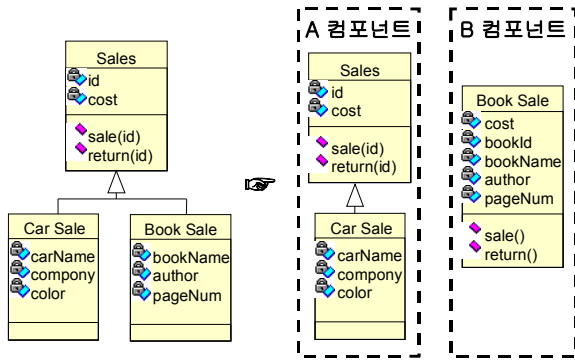 Sales
id
cost
sale(id)
return(id)
Car Sale
carName
compony
color
Book Sale
bookName
author
pageNum
A 컴포넌트
Sales
id
cost
sale(id)
return(id)
Car Sale
carName
compony
color
B 컴포넌트
Book Sale
cost
bookId
bookName
author
pageNum
sale()
return()